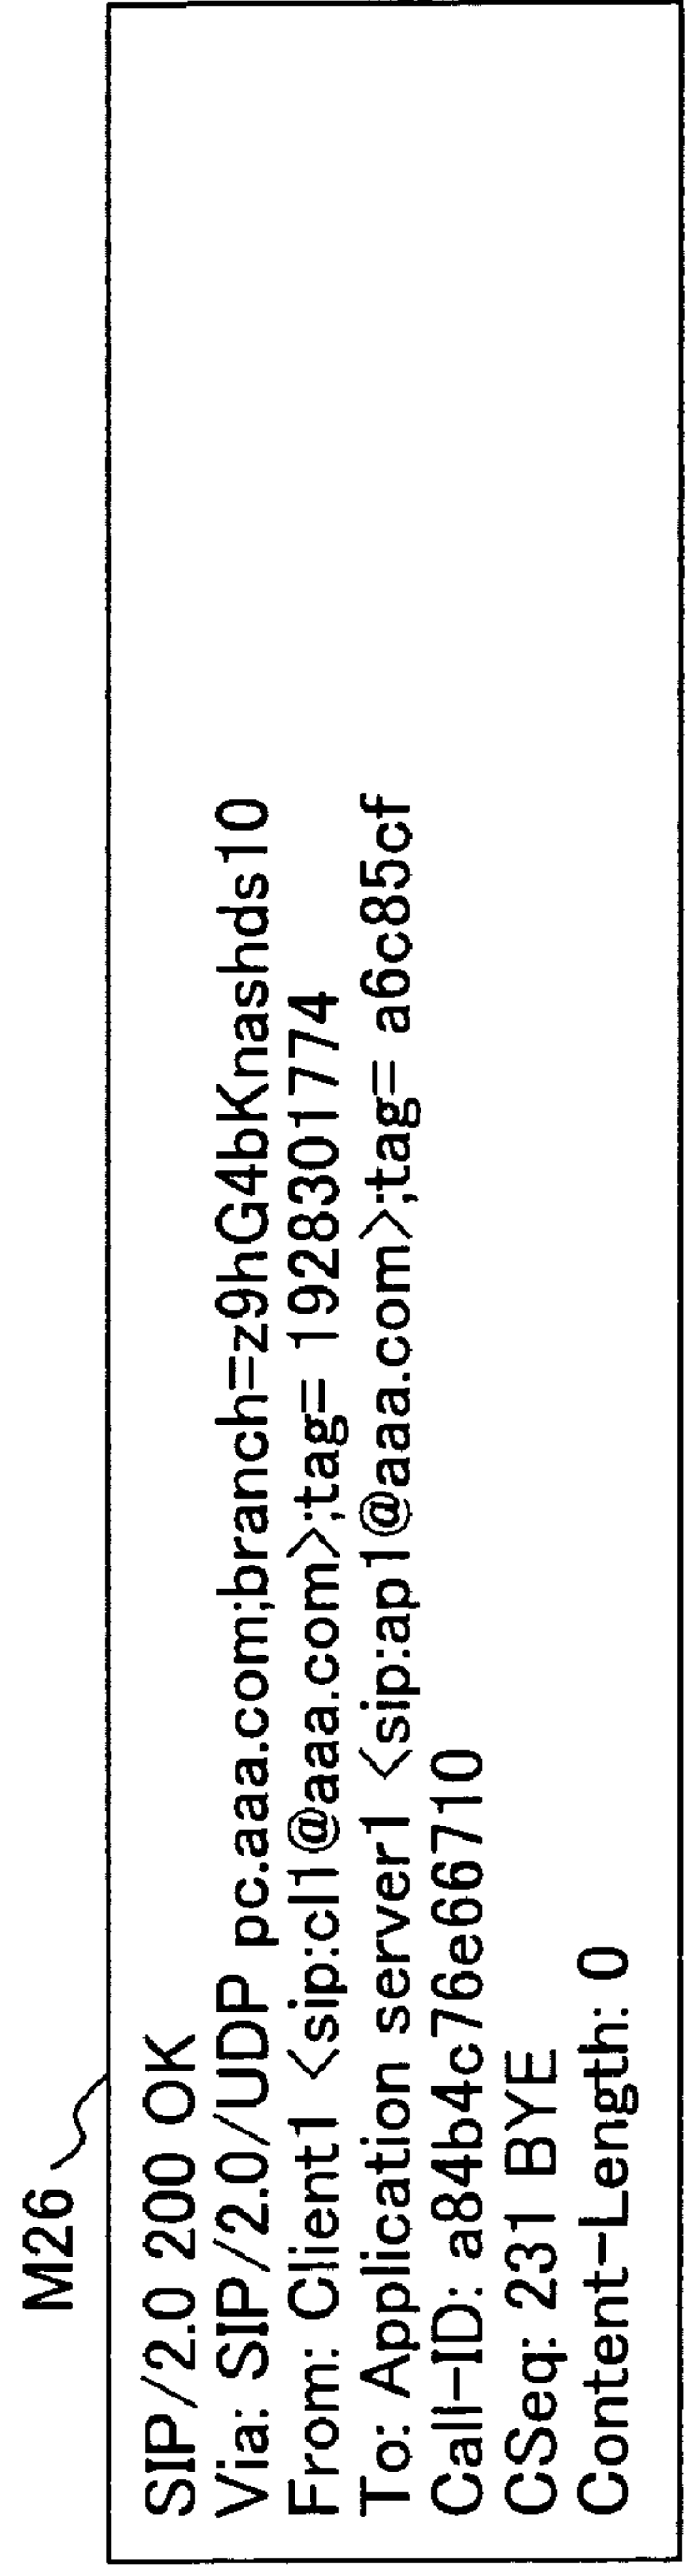 M26
SIP/2.0 200 OK
Via: SIP/2.0/UDP pc.aaa.com;branch=z9hG4bKnashds10
From: Client1 <sip:cl1@aaa.com>;tag= 1928301774
To: Application server1 <sip:ap1@aaa.com>;tag= a6c85cf
Call-ID: a84b4c76e66710
CSeq: 231 BYE
Content-Length: 0